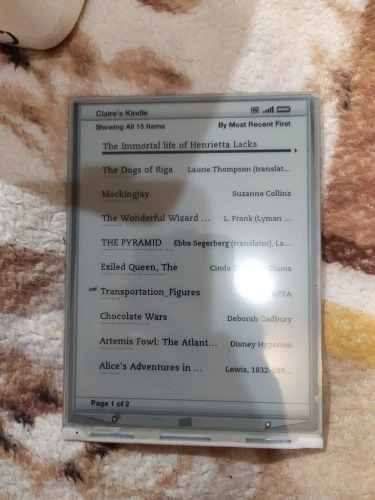 Claire's Kindle
Showing All 15 Items By Most Recent First
The Immortal life of Henrietta Lacks
The Dogs of Riga Laurie Thompson (translat...
Mockingjay Suzanne Collins
The Wonderful Wizard ... L. Frank (Lyman ...
THE PYRAMID Ebba Segerberg (translator), La...
Exiled Queen, The Cinda Chima
pdf Transportation_Figures
Chocolate Wars Deborah Cadbury
Artemis Fowl: The Atlant... Disney Hyperion
Alice's Adventures in ... Lewis, 1832-189...
Page 1 of 2